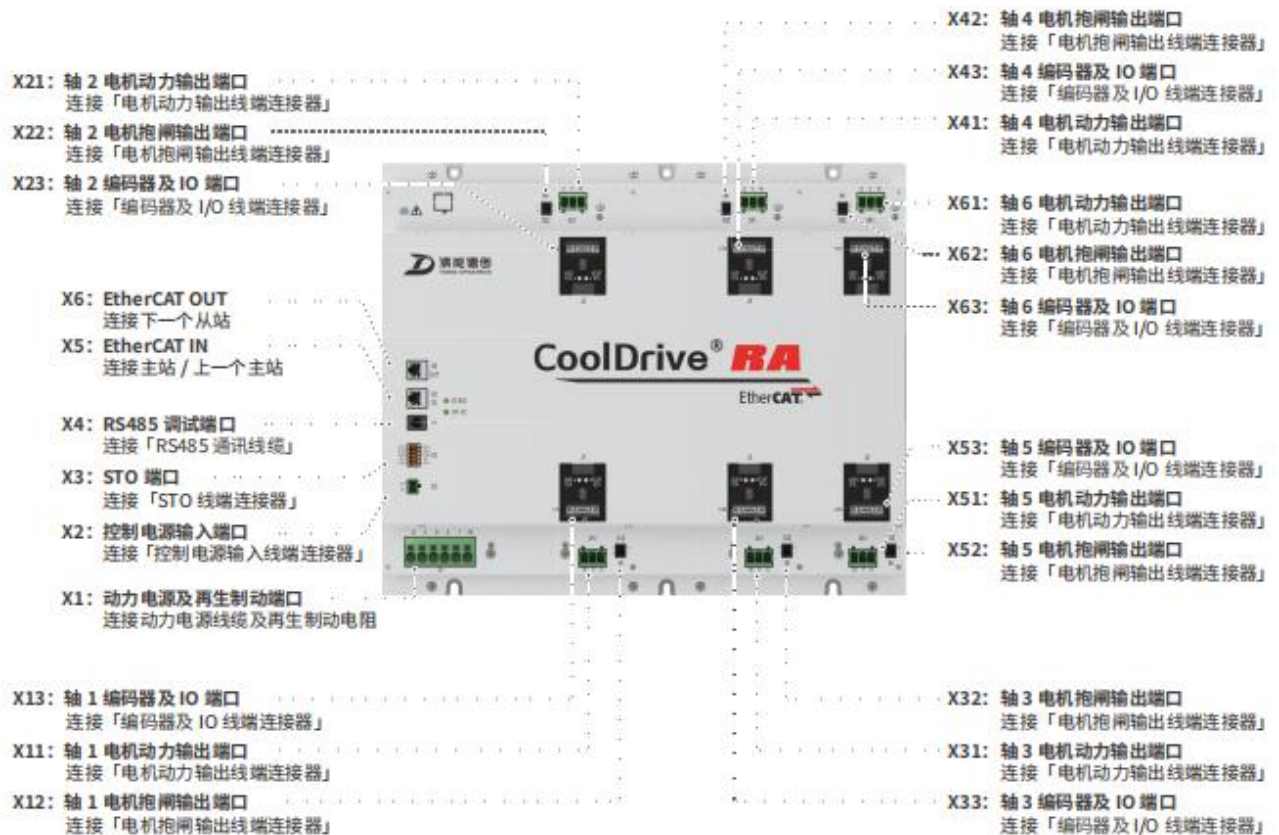 X21：轴 2 电机动力输出端口
连接「电机动力输出线端连接器」
X22：轴 2 电机抱闸输出端口
连接「电机抱闸输出线端连接器」
X23：轴 2 编码器及 IO 端口
连接「编码器及 I/O 线端连接器」
X6：EtherCAT OUT
连接下一个从站
X5：EtherCAT IN
连接主站 / 上一个主站
X4：RS485 调试端口
连接「RS485 通讯线缆」
X3：STO 端口
连接「STO 线端连接器」
X2：控制电源输入端口
连接「控制电源输入线端连接器」
X1：动力电源及再生制动端口
连接动力电源线缆及再生制动电阻
X13：轴 1 编码器及 IO 端口
连接「编码器及 IO 线端连接器」
X11：轴 1 电机动力输出端口
连接「电机动力输出线端连接器」
X12：轴 1 电机抱闸输出端口
连接「电机抱闸输出线端连接器」
CoolDrive® RA
EtherCAT
X42：轴 4 电机抱闸输出端口
连接「电机抱闸输出线端连接器」
X43：轴 4 编码器及 IO 端口
连接「编码器及 I/O 线端连接器」
X41：轴 4 电机动力输出端口
连接「电机动力输出线端连接器」
X61：轴 6 电机动力输出端口
连接「电机动力输出线端连接器」
X62：轴 6 电机抱闸输出端口
连接「电机抱闸输出线端连接器」
X63：轴 6 编码器及 IO 端口
连接「编码器及 I/O 线端连接器」
X53：轴 5 编码器及 IO 端口
连接「编码器及 I/O 线端连接器」
X51：轴 5 电机动力输出端口
连接「电机动力输出线端连接器」
X52：轴 5 电机抱闸输出端口
连接「电机抱闸输出线端连接器」
X32：轴 3 电机抱闸输出端口
连接「电机抱闸输出线端连接器」
X31：轴 3 电机动力输出端口
连接「电机动力输出线端连接器」
X33：轴 3 编码器及 IO 端口
连接「编码器及 I/O 线端连接器」